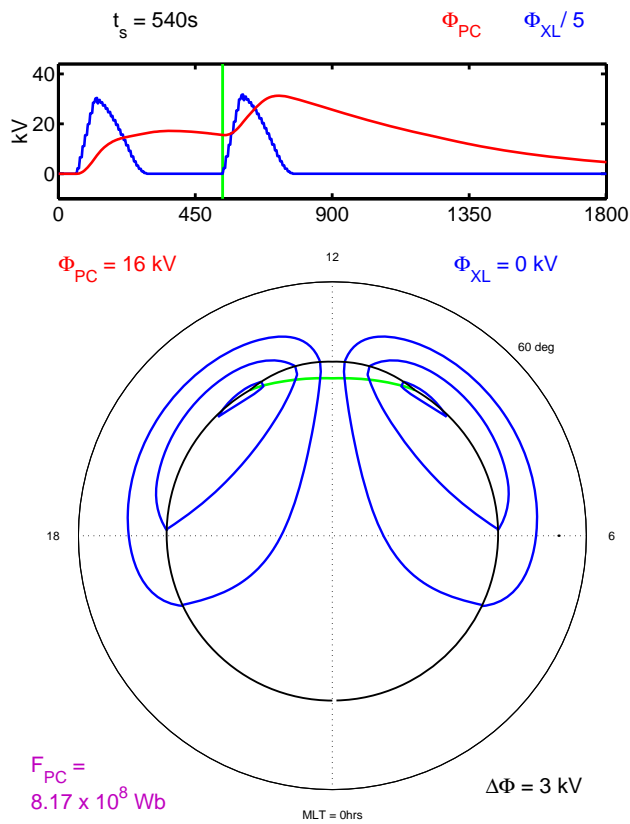 t_s = 540s Φ_PC Φ_XL/ 5
40
20
0
kV
0 450 900 1350 1800
Φ_PC = 16 kV 12 Φ_XL = 0 kV
60 deg
18 6
F_PC =
8.17 x 10^8 Wb
ΔΦ = 3 kV
MLT = 0hrs